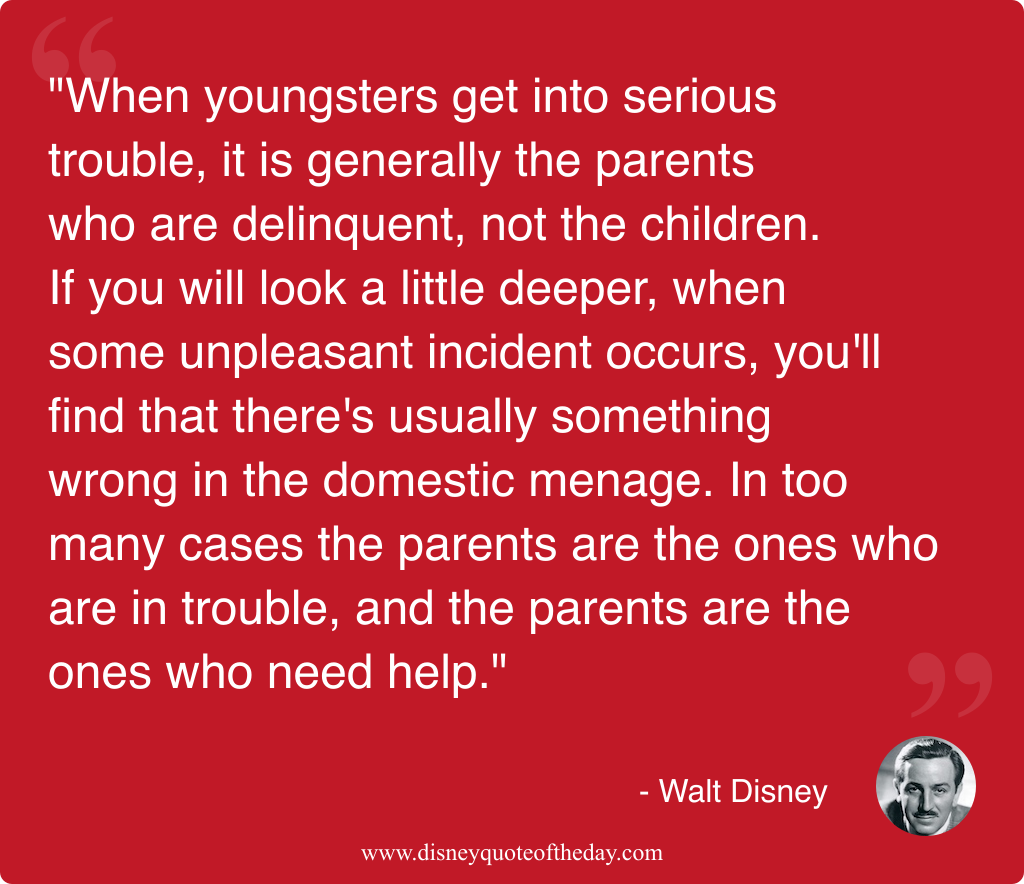 "When youngsters get into serious
trouble, it is generally the parents
who are delinquent, not the children.
If you will look a little deeper, when
some unpleasant incident occurs, you'll
find that there's usually something
wrong in the domestic menage. In too
many cases the parents are the ones who
are in trouble, and the parents are the
ones who need help."
- Walt Disney
www.disneyquoteoftheday.com